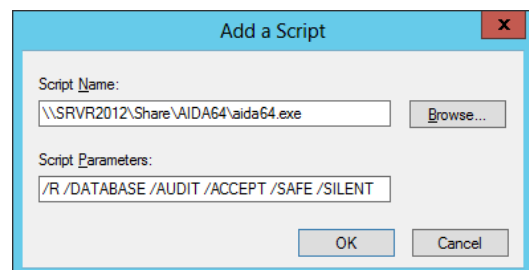 Add a Script
x
Script Name:
\\SRVR2012\Share\AIDA64\aida64.exe
Browse...
Script Parameters:
/R /DATABASE /AUDIT /ACCEPT /SAFE /SILENT
OK
Cancel